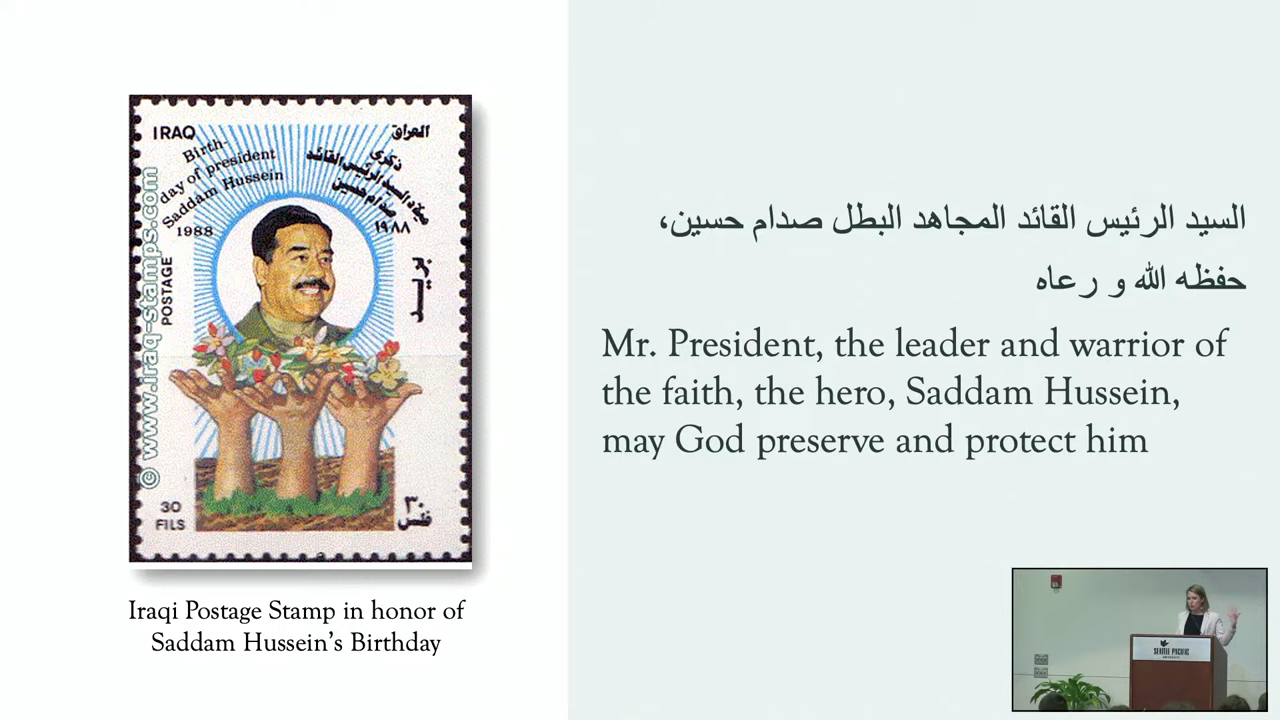 IRAQ
العراق
Birth-
day of president
Saddam Hussein
1988
ذكرى
ميلاد السيد الرئيس القائد
صدام حسين
١٩٨٨
POSTAGE
بريد
© www.iraq-stamps.com
30
FILS
٣٠
فلس
Iraqi Postage Stamp in honor of
Saddam Hussein’s Birthday
السيد الرئيس القائد المجاهد البطل صدام حسين،
حفظه الله و رعاه
Mr. President, the leader and warrior of
the faith, the hero, Saddam Hussein,
may God preserve and protect him
SEATTLE PACIFIC
UNIVERSITY